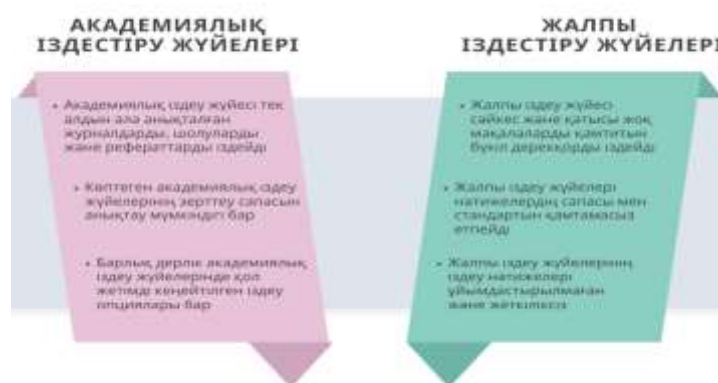 АКАДЕМИЯЛЫҚ
ІЗДЕСТІРУ ЖҮЙЕЛЕРІ
• Академиялық іздеу жүйесі тек
алдын ала анықталған
журналдарды, шолуларды
және рефераттарды іздейді
• Көптеген академиялық іздеу
жүйелерінің зерттеу сапасын
анықтау мүмкіндігі бар
• Барлық дерлік академиялық
іздеу жүйелерінде қол
жетімді кеңейтілген іздеу
опциялары бар
ЖАЛПЫ
ІЗДЕСТІРУ ЖҮЙЕЛЕРІ
• Жалпы іздеу жүйесі
сәйкес және қатысы жоқ
мақалаларды қамтитын
бүкіл дерекқорды іздейді
• Жалпы іздеу жүйелері
нәтижелердің сапасы мен
стандартын қамтамасыз
етпейді
• Жалпы іздеу жүйелерінің
іздеу нәтижелері
ұйымдастырылмаған
және жеткіліксіз